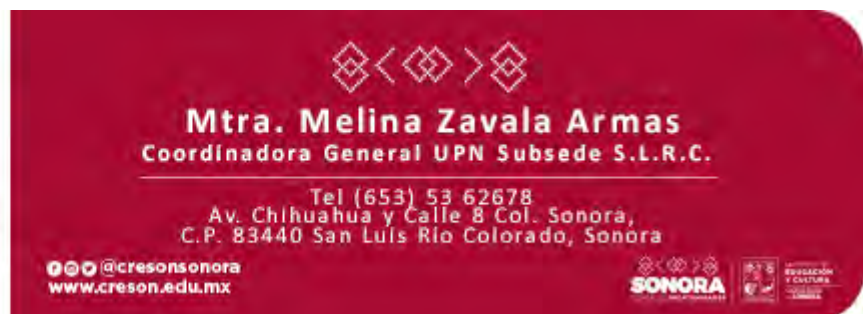 Mtra. Melina Zavala Armas
Coordinadora General UPN Subsede S.L.R.C.
Tel (653) 53 62678
Av. Chihuahua y Calle 8 Col. Sonora,
C.P. 83440 San Luis Rio Colorado, Sonora
@cresonsonora
www.creson.edu.mx
SONORA
EDUCACIÓN
Y CULTURA